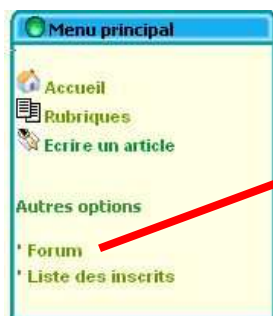 Menu principal
Accueil
Rubriques
Ecrire un article
Autres options
' Forum
' Liste des inscrits